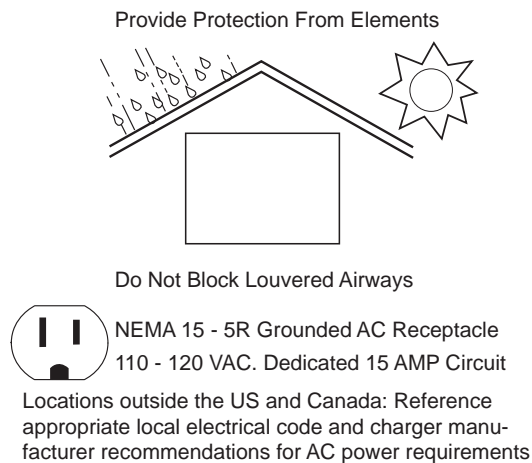 Provide Protection From Elements
Do Not Block Louvered Airways
NEMA 15 - 5R Grounded AC Receptacle
110 - 120 VAC. Dedicated 15 AMP Circuit
Locations outside the US and Canada: Reference
appropriate local electrical code and charger manu-
facturer recommendations for AC power requirements